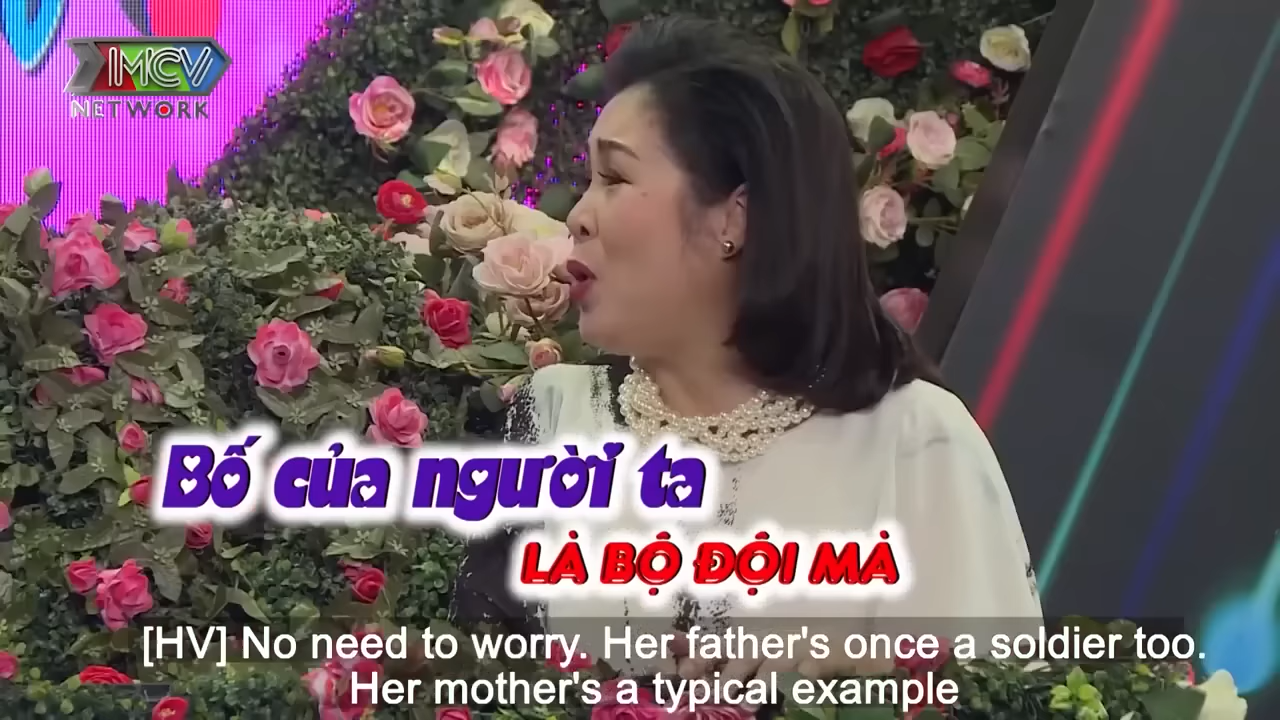 MCV
NETWORK
Bố của người ta
LÀ BỘ ĐỘI MÀ
[HV] No need to worry. Her father's once a soldier too.
Her mother's a typical example